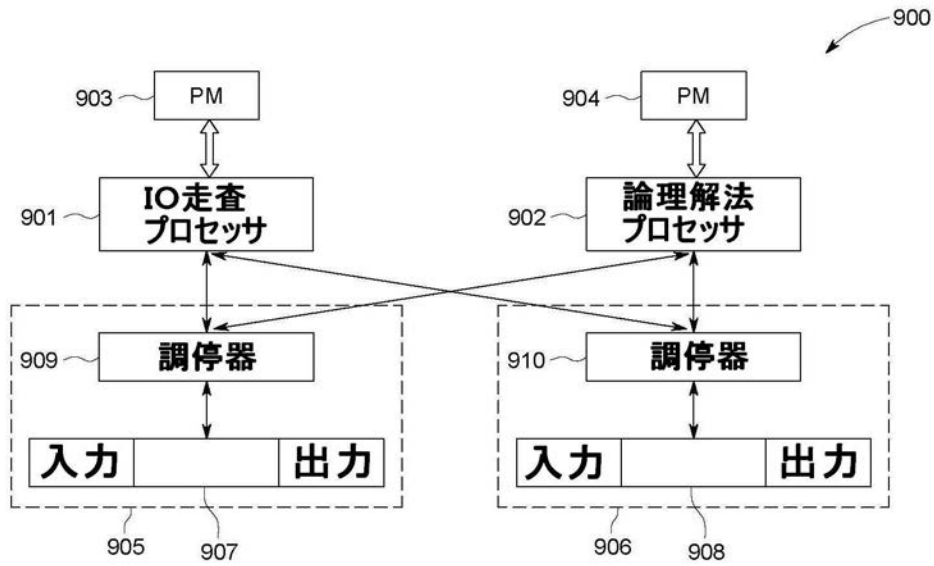 900
903
PM
904
PM
901
IO走査
プロセッサ
902
論理解法
プロセッサ
909
調停器
910
調停器
入力
出力
入力
出力
905
907
906
908